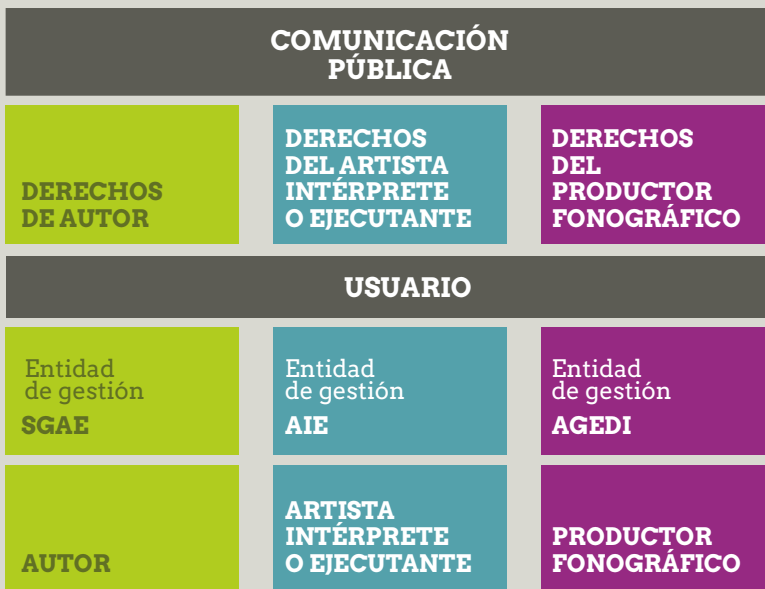 COMUNICACIÓN
PÚBLICA
DERECHOS
DE AUTOR
DERECHOS
DEL ARTISTA
INTÉRPRETE
O EJECUTANTE
DERECHOS
DEL
PRODUCTOR
FONOGRÁFICO
USUARIO
Entidad
de gestión
SGAE
Entidad
de gestión
AIE
Entidad
de gestión
AGEDI
AUTOR
ARTISTA
INTÉRPRETE
O EJECUTANTE
PRODUCTOR
FONOGRÁFICO